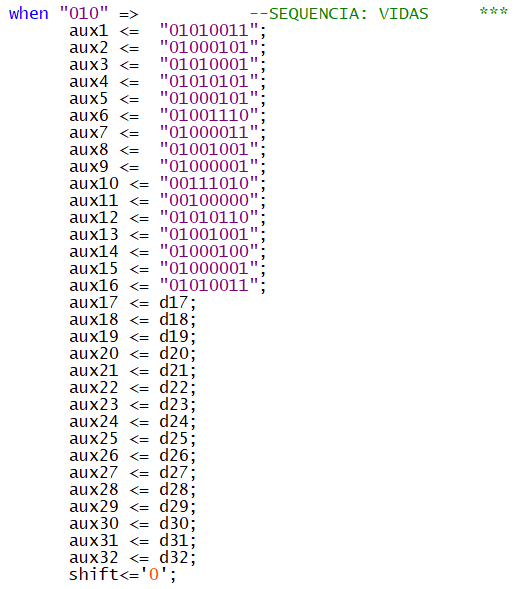 when "010" =>           --SEQUENCIA: VIDAS     ***
      aux1 <=  "01010011";
      aux2 <=  "01000101";
      aux3 <=  "01010001";
      aux4 <=  "01010101";
      aux5 <=  "01000101";
      aux6 <=  "01001110";
      aux7 <=  "01000011";
      aux8 <=  "01001001";
      aux9 <=  "01000001";
      aux10 <= "00111010";
      aux11 <= "00100000";
      aux12 <= "01010110";
      aux13 <= "01001001";
      aux14 <= "01000100";
      aux15 <= "01000001";
      aux16 <= "01010011";
      aux17 <= d17;
      aux18 <= d18;
      aux19 <= d19;
      aux20 <= d20;
      aux21 <= d21;
      aux22 <= d22;
      aux23 <= d23;
      aux24 <= d24;
      aux25 <= d25;
      aux26 <= d26;
      aux27 <= d27;
      aux28 <= d28;
      aux29 <= d29;
      aux30 <= d30;
      aux31 <= d31;
      aux32 <= d32;
      shift<='0';